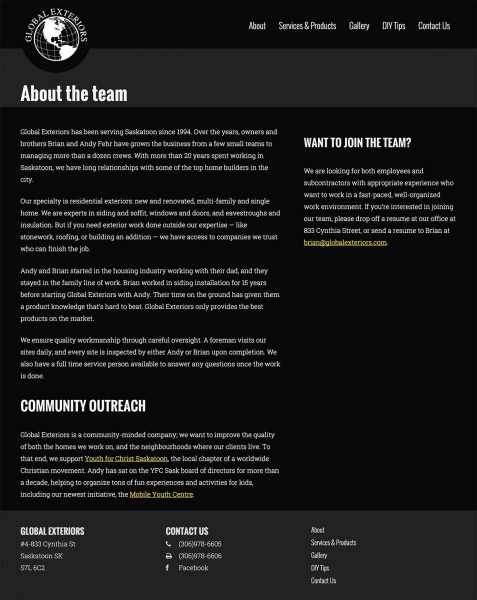 GLOBAL EXTERIORS
About
Services & Products
Gallery
DIY Tips
Contact Us
About the team
Global Exteriors has been serving Saskatoon since 1994. Over the years, owners and
brothers Brian and Andy Fehr have grown the business from a few small teams to
managing more than a dozen crews. With more than 20 years spent working in
Saskatoon, we have long relationships with some of the top home builders in the
city.
Our specialty is residential exteriors: new and renovated, multi-family and single
home. We are experts in siding and soffit, windows and doors, and eavestroughs and
insulation. But if you need exterior work done outside our expertise — like
stonework, roofing, or building an addition — we have access to companies we trust
who can finish the job.
Andy and Brian started in the housing industry working with their dad, and they
stayed in the family line of work. Brian worked in siding installation for 15 years
before starting Global Exteriors with Andy. Their time on the ground has given them
a product knowledge that's hard to beat. Global Exteriors only provides the best
products on the market.
We ensure quality workmanship through careful oversight. A foreman visits our
sites daily, and every site is inspected by either Andy or Brian upon completion. We
also have a full time service person available to answer any questions once the work
is done.
COMMUNITY OUTREACH
Global Exteriors is a community-minded company; we want to improve the quality
of both the homes we work on, and the neighbourhoods where our clients live. To
that end, we support Youth for Christ Saskatoon, the local chapter of a worldwide
Christian movement. Andy has sat on the YFC Sask board of directors for more than
a decade, helping to organize tons of fun experiences and activities for kids,
including our newest initiative, the Mobile Youth Centre.
WANT TO JOIN THE TEAM?
We are looking for both employees and
subcontractors with appropriate experience who
want to work in a fast-paced, well-organized
work environment. If you're interested in joining
our team, please drop off a resume at our office at
833 Cynthia Street, or send a resume to Brian at
brian@globalexteriors.com.
GLOBAL EXTERIORS
#4-833 Cynthia St
Saskatoon SK
S7L 6C2
CONTACT US
(306)978-6605
(306)978-6606
Facebook
About
Services & Products
Gallery
DIY Tips
Contact Us